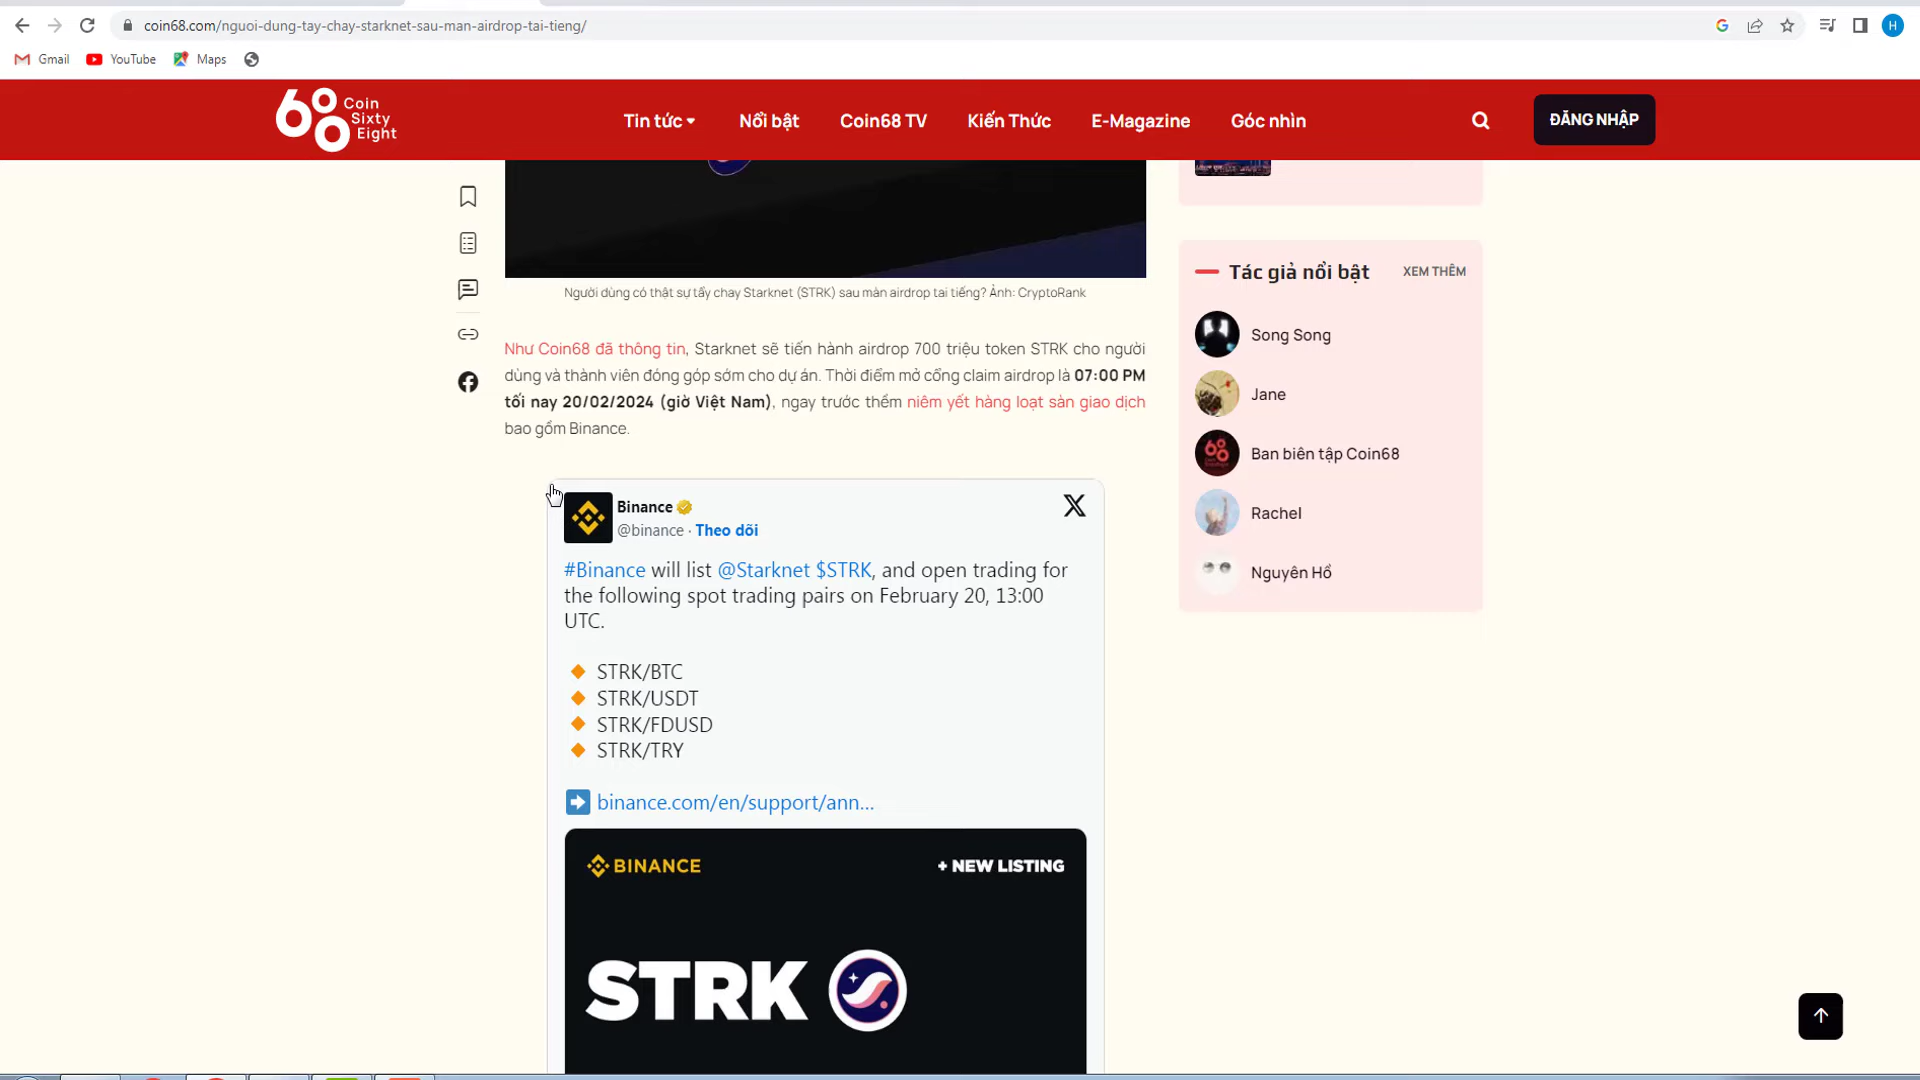 coin68.com/nguoi-dung-tay-chay-starknet-sau-man-airdrop-tai-tieng/
H
Gmail
YouTube
Maps
Coin
Sixty
Eight
Tin tức
Nổi bật
Coin68 TV
Kiến Thức
E-Magazine
Góc nhìn
ĐĂNG NHẬP
Người dùng có thật sự tẩy chay Starknet (STRK) sau màn airdrop tai tiếng? Ảnh: CryptoRank
Như Coin68 đã thông tin, Starknet sẽ tiến hành airdrop 700 triệu token STRK cho người
dùng và thành viên đóng góp sớm cho dự án. Thời điểm mở cổng claim airdrop là 07:00 PM
tối nay 20/02/2024 (giờ Việt Nam), ngay trước thềm niêm yết hàng loạt sàn giao dịch
bao gồm Binance.
Binance
@binance · Theo dõi
X
#Binance will list @Starknet $STRK, and open trading for
the following spot trading pairs on February 20, 13:00
UTC.
STRK/BTC
STRK/USDT
STRK/FDUSD
STRK/TRY
binance.com/en/support/ann...
BINANCE
+ NEW LISTING
STRK
Tác giả nổi bật
XEM THÊM
Song Song
Jane
Ban biên tập Coin68
Rachel
Nguyên Hồ